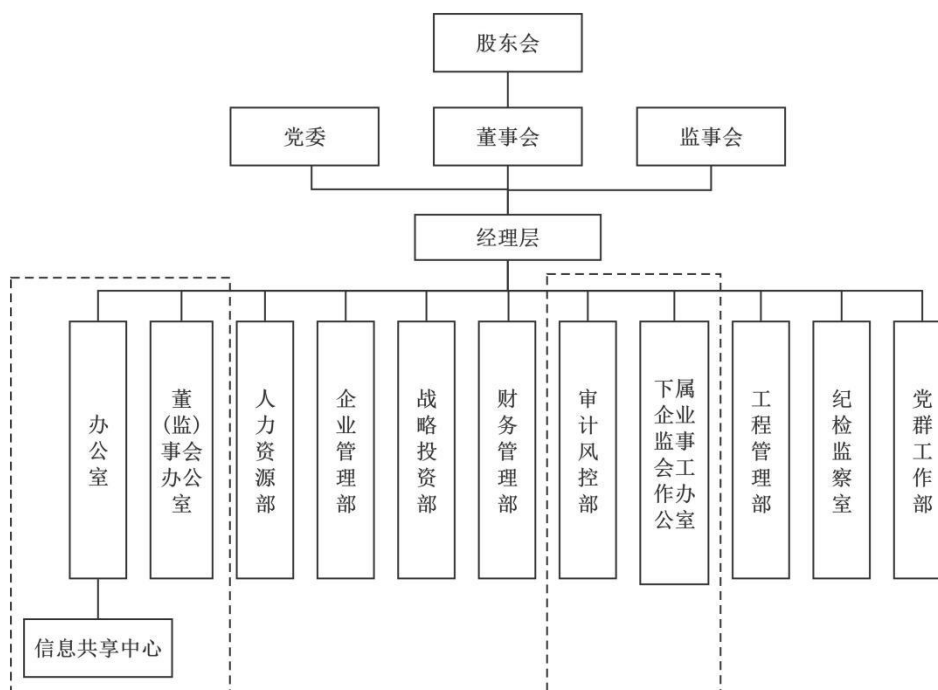 股东会
党委
董事会
监事会
经理层
办公室
董
（监）
事会
办公
室
人力资源部
企业管理部
战略投资部
财务管理部
审计风控部
下属
企业
监事
会工
作办
公室
工程管理部
纪检监察室
党群工作部
信息共享中心